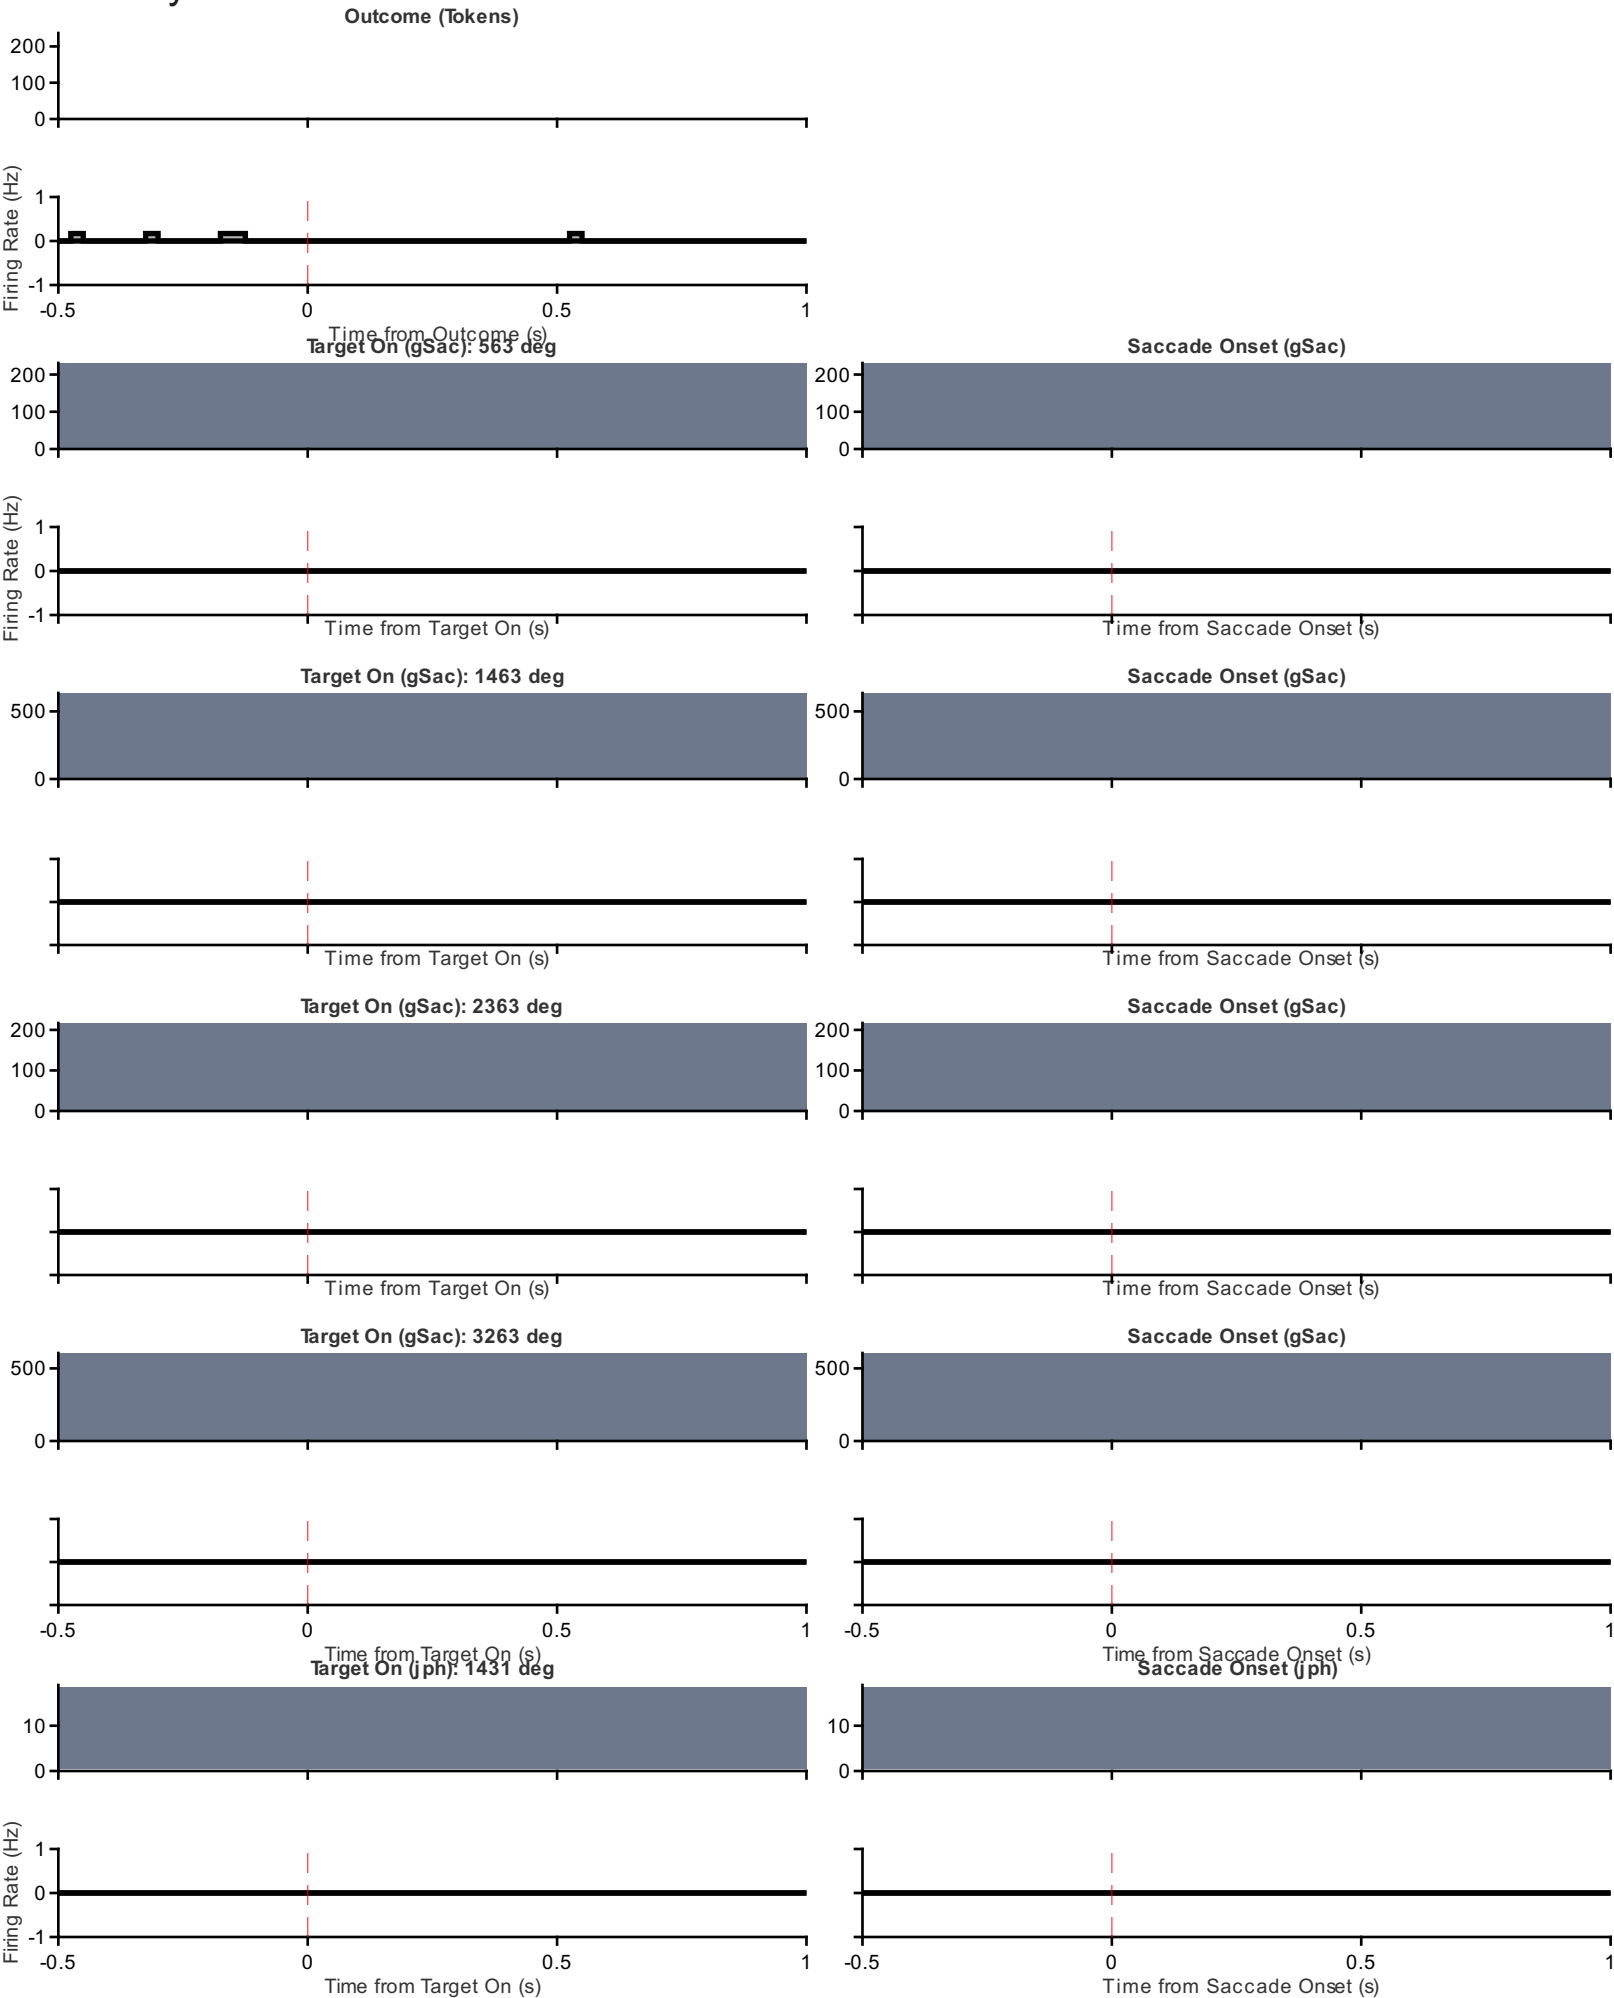 Outcome (Tokens)
200
100
0
Firing Rate (Hz)
1
0
-1
-0.5 0 0.5 1
Time from Outcome (s)
Target On (gSac): 563 deg Saccade Onset (gSac)
200 200
100 100
0 0
Firing Rate (Hz)
1
0
-1
Time from Target On (s) Time from Saccade Onset (s)
Target On (gSac): 1463 deg Saccade Onset (gSac)
500 500
0 0
Time from Target On (s) Time from Saccade Onset (s)
Target On (gSac): 2363 deg Saccade Onset (gSac)
200 200
100 100
0 0
Time from Target On (s) Time from Saccade Onset (s)
Target On (gSac): 3263 deg Saccade Onset (gSac)
500 500
0 0
-0.5 0 0.5 1 -0.5 0 0.5 1
Time from Target On (s) Time from Saccade Onset (s)
Target On (jph): 1431 deg Saccade Onset (jph)
10 10
0 0
Firing Rate (Hz)
1
0
-1
-0.5 0 0.5 1 -0.5 0 0.5 1
Time from Target On (s) Time from Saccade Onset (s)